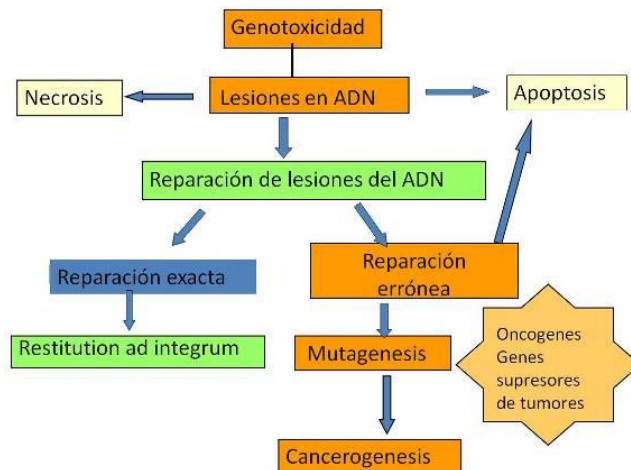 Genotoxicidad
Necrosis
Lesiones en ADN
Apoptosis
Reparación de lesiones del ADN
Reparación exacta
Reparación
errónea
Restitution ad integrum
Mutagenesis
Oncogenes
Genes
supresores
de tumores
Cancerogenesis